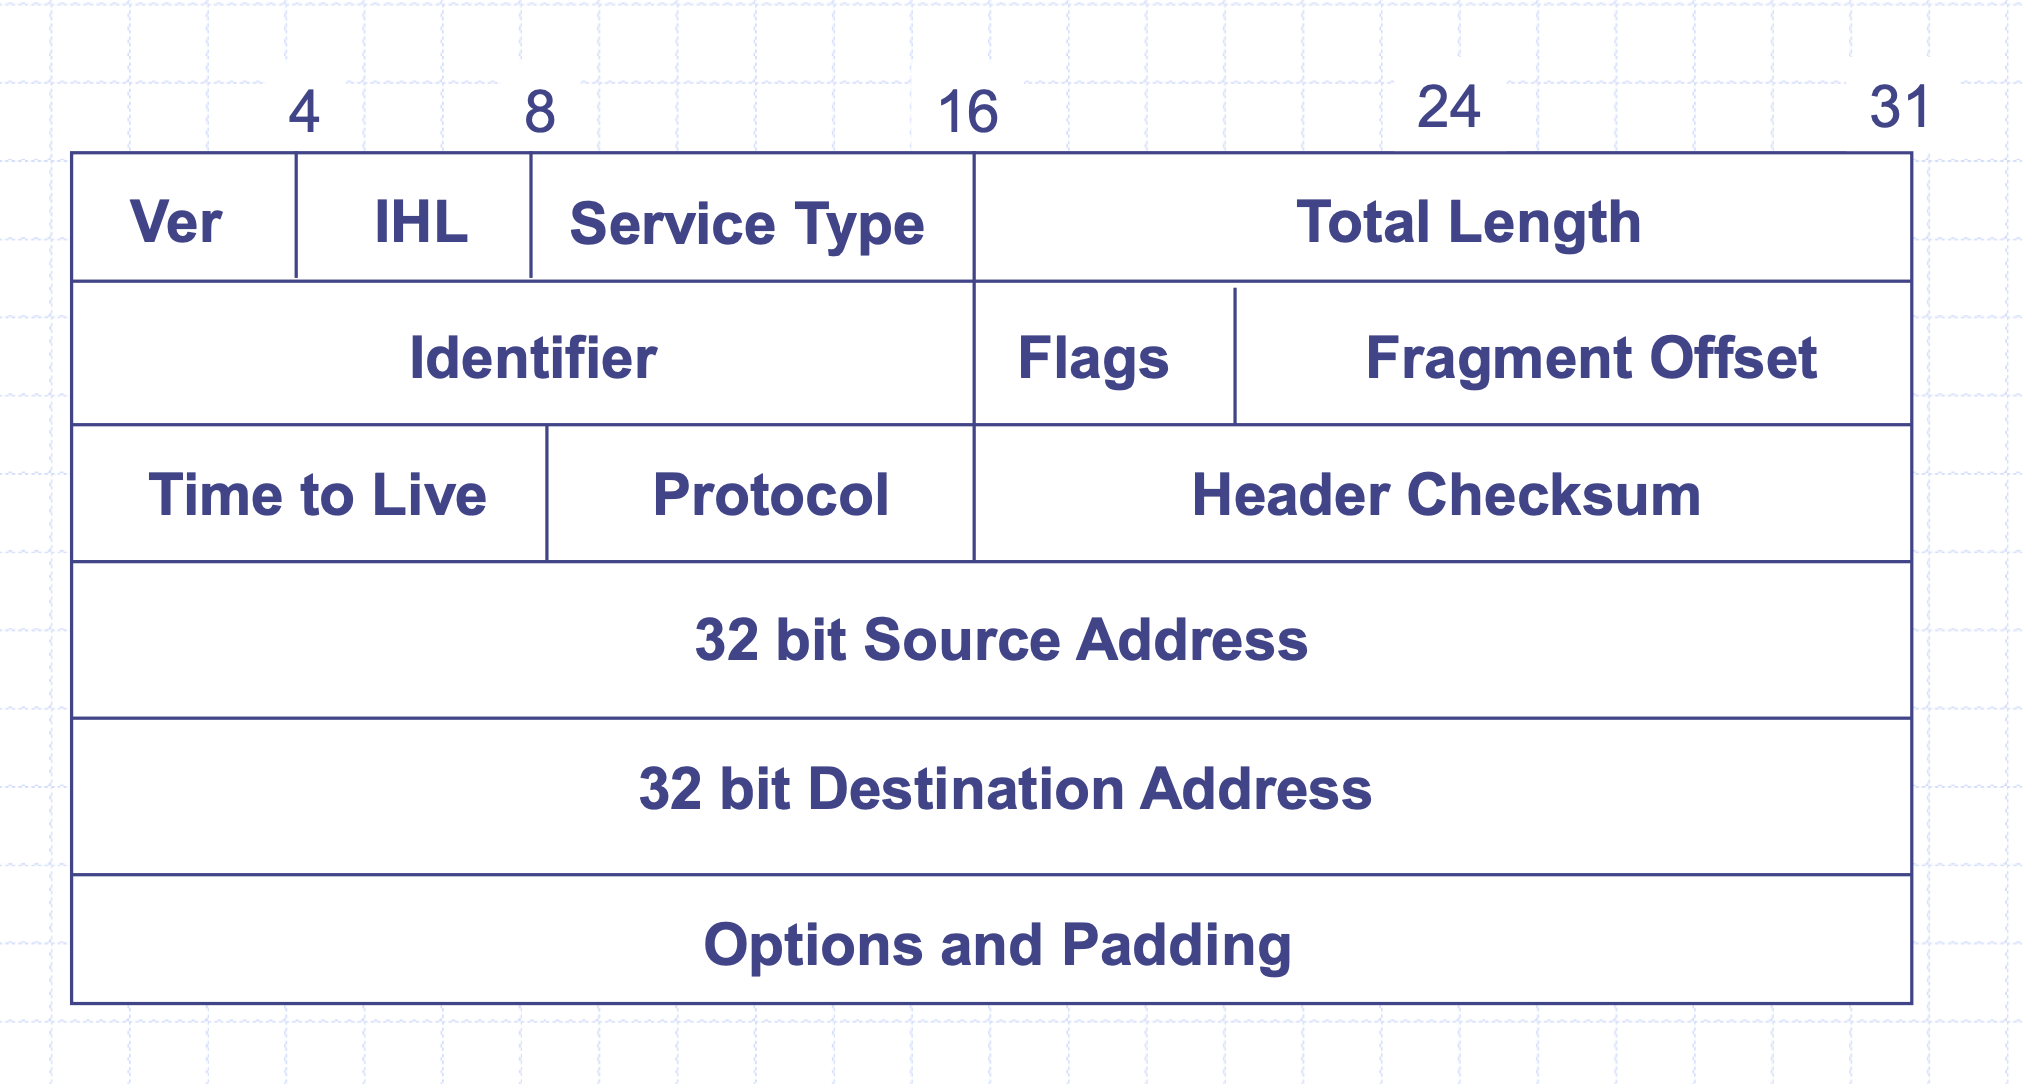 4 8 16 24 31
Ver IHL Service Type Total Length
Identifier Flags Fragment Offset
Time to Live Protocol Header Checksum
32 bit Source Address
32 bit Destination Address
Options and Padding